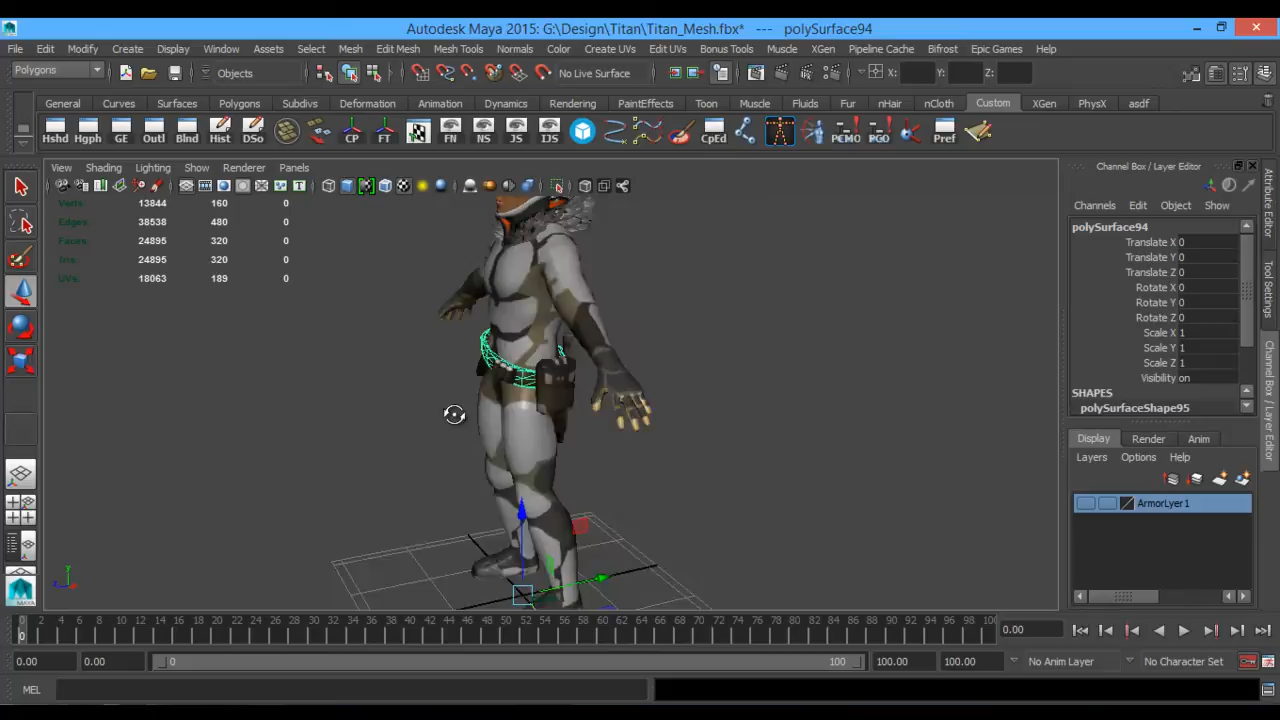 Autodesk Maya 2015: G:\Design\Titan\Titan_Mesh.fbx*   ---   polySurface94
File Edit Modify Create Display Window Assets Select Mesh Edit Mesh Mesh Tools Normals Color Create UVs Edit UVs Bonus Tools Muscle XGen Pipeline Cache Bifrost Epic Games Help
Polygons Objects No Live Surface X: Y: Z:
General Curves Surfaces Polygons Subdivs Deformation Animation Dynamics Rendering PaintEffects Toon Muscle Fluids Fur nHair nCloth Custom XGen PhysX asdf
Hshd Hgph GE Outl Blnd Hist DSo CP FT FN NS JS IJS CpEd PEMO PGO Pref
View Shading Lighting Show Renderer Panels
Verts 13844 160 0
Edges: 38538 480 0
Faces: 24895 320 0
Tris: 24895 320 0
UVs: 18063 189 0
Channel Box / Layer Editor
Channels Edit Object Show
polySurface94
Translate X 0
Translate Y 0
Translate Z 0
Rotate X 0
Rotate Y 0
Rotate Z 0
Scale X 1
Scale Y 1
Scale Z 1
Visibility on
SHAPES
polySurfaceShape95
Display Render Anim
Layers Options Help
ArmorLyer1
Attribute Editor
Tool Settings
Channel Box / Layer Editor
MAYA
0 2 4 6 8 10 12 14 16 18 20 22 24 26 28 30 32 34 36 38 40 42 44 46 48 50 52 54 56 58 60 62 64 66 68 70 72 74 76 78 80 82 84 86 88 90 92 94 96 98 100
0 0.00
0.00 0.00 0 100 100.00 100.00 No Anim Layer No Character Set
MEL